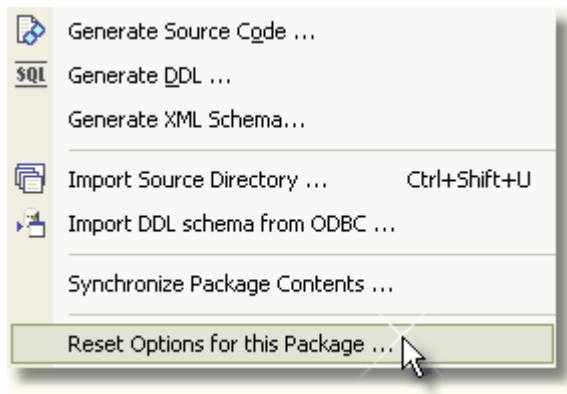 Generate Source Code ...
SQL Generate DDL ...
Generate XML Schema...
Import Source Directory ... Ctrl+Shift+U
Import DDL schema from ODBC ...
Synchronize Package Contents ...
Reset Options for this Package ...